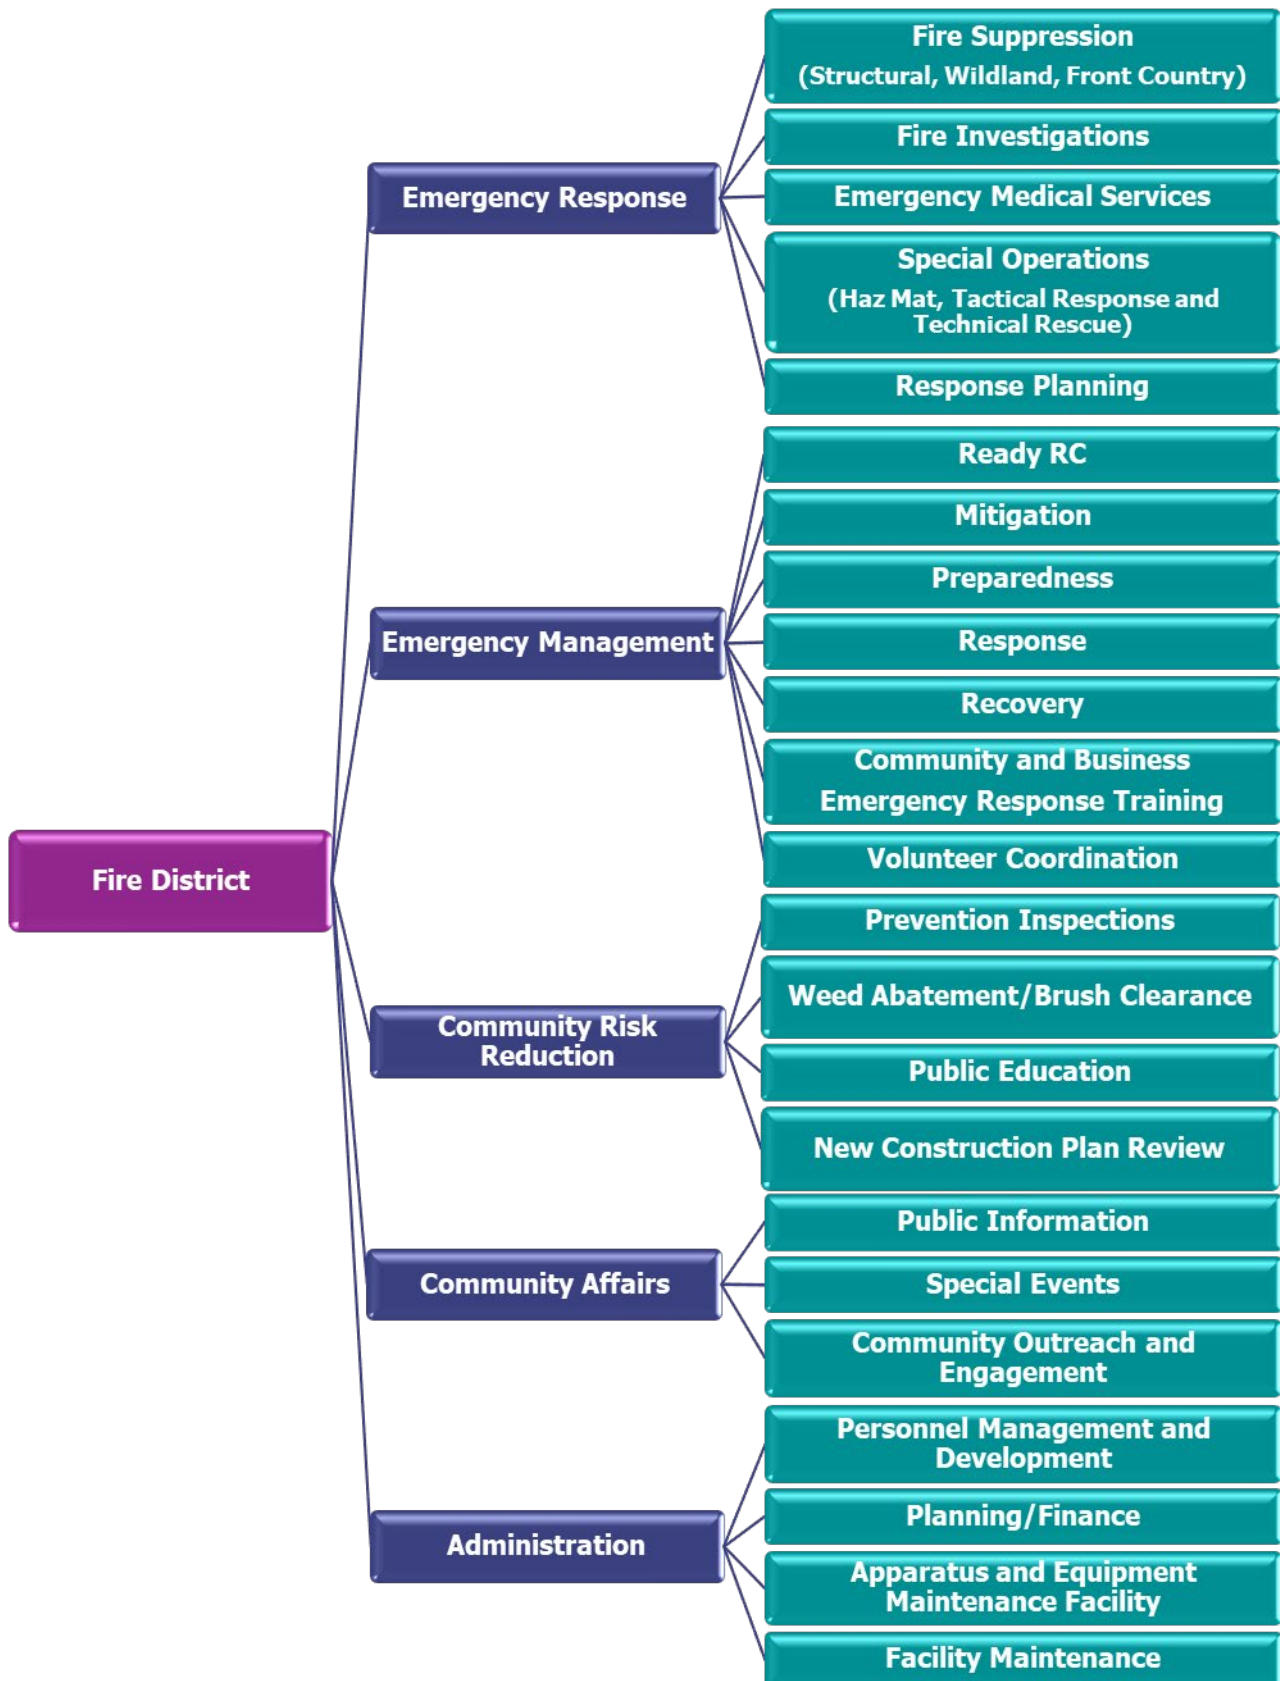 Fire District
Emergency Response
Fire Suppression
(Structural, Wildland, Front Country)
Fire Investigations
Emergency Medical Services
Special Operations
(Haz Mat, Tactical Response and
Technical Rescue)
Response Planning
Emergency Management
Ready RC
Mitigation
Preparedness
Response
Recovery
Community and Business
Emergency Response Training
Volunteer Coordination
Community Risk
Reduction
Prevention Inspections
Weed Abatement/Brush Clearance
Public Education
New Construction Plan Review
Community Affairs
Public Information
Special Events
Community Outreach and
Engagement
Administration
Personnel Management and
Development
Planning/Finance
Apparatus and Equipment
Maintenance Facility
Facility Maintenance